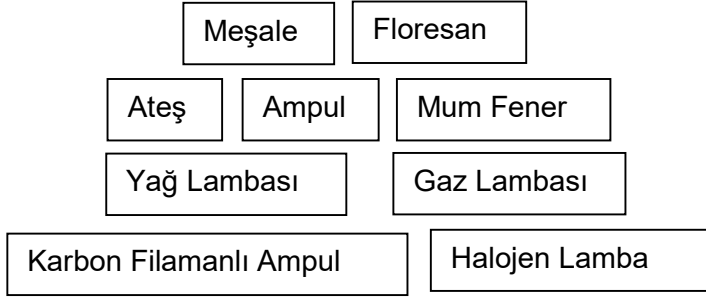 Meşale Floresan
Ateş Ampul Mum Fener
Yağ Lambası Gaz Lambası
Karbon Filamanlı Ampul Halojen Lamba